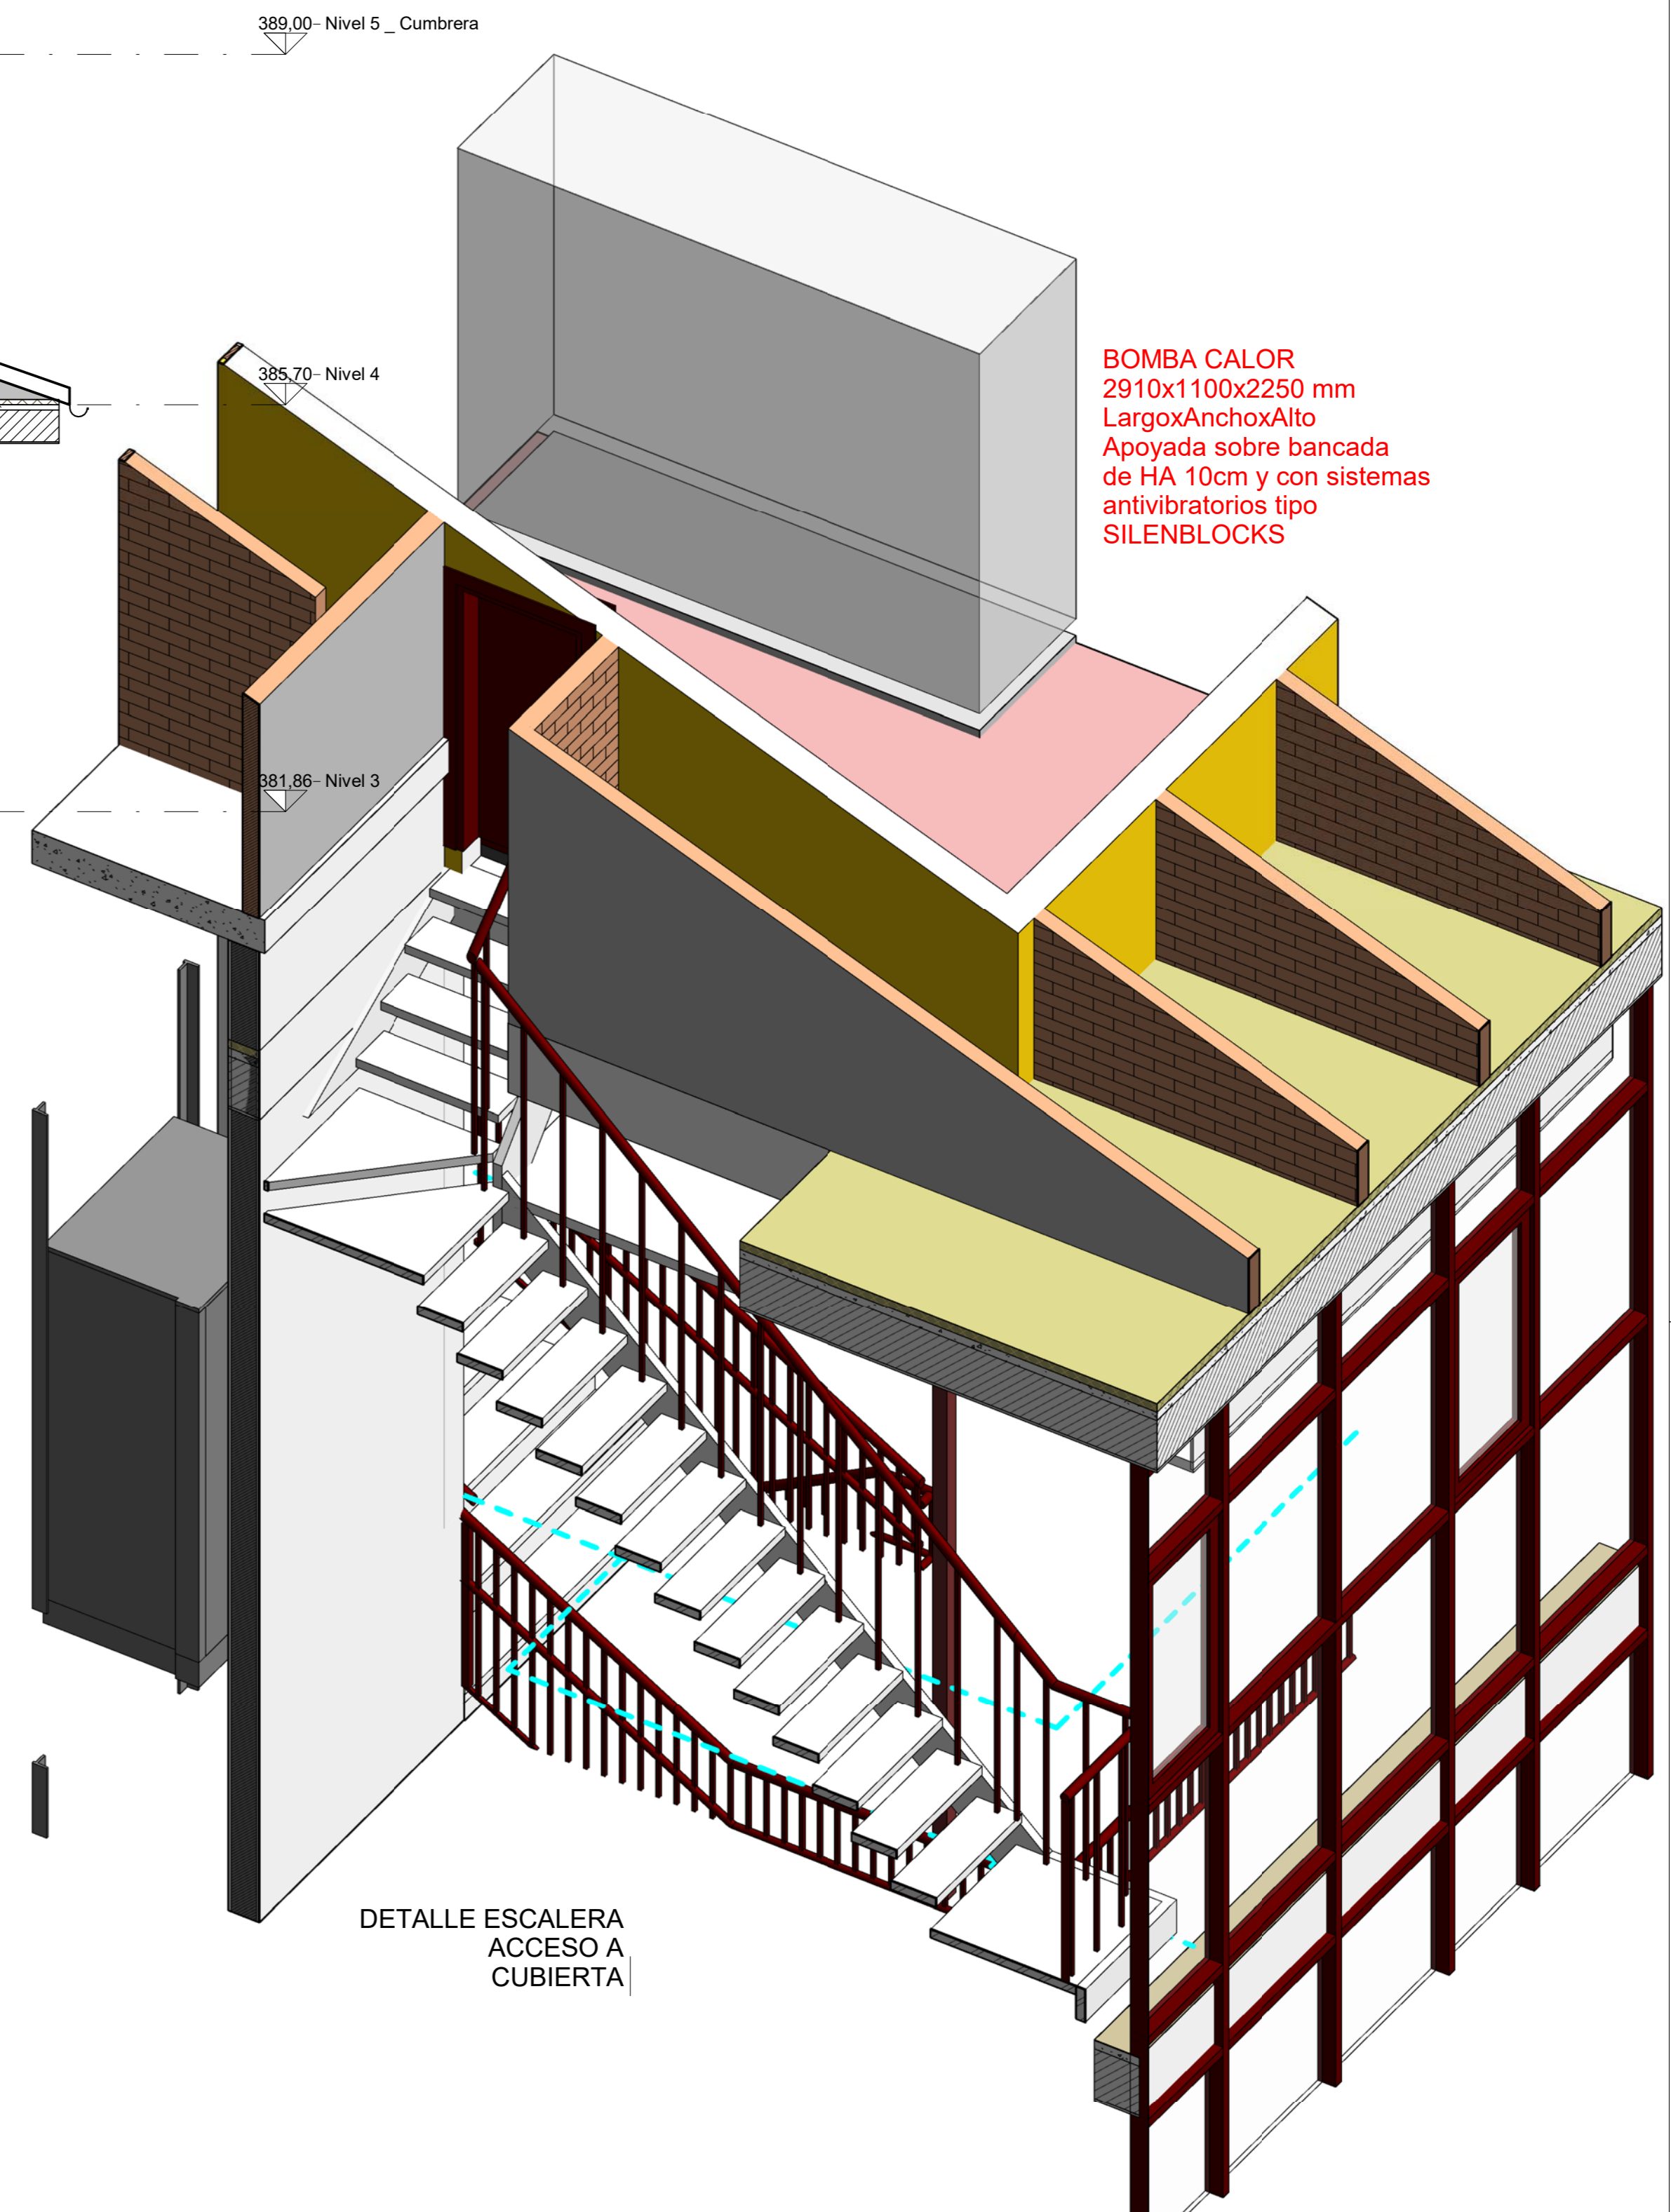 389,00 Nivel 5 _ Cumbrera
385,70 Nivel 4
BOMBA CALOR
2910x1100x2250 mm
LargoxAnchoxAlto
Apoyada sobre bancada
de HA 10cm y con sistemas
antivibratorios tipo
SILENBLOCKS
381,86 Nivel 3
DETALLE ESCALERA
ACCESO A
CUBIERTA